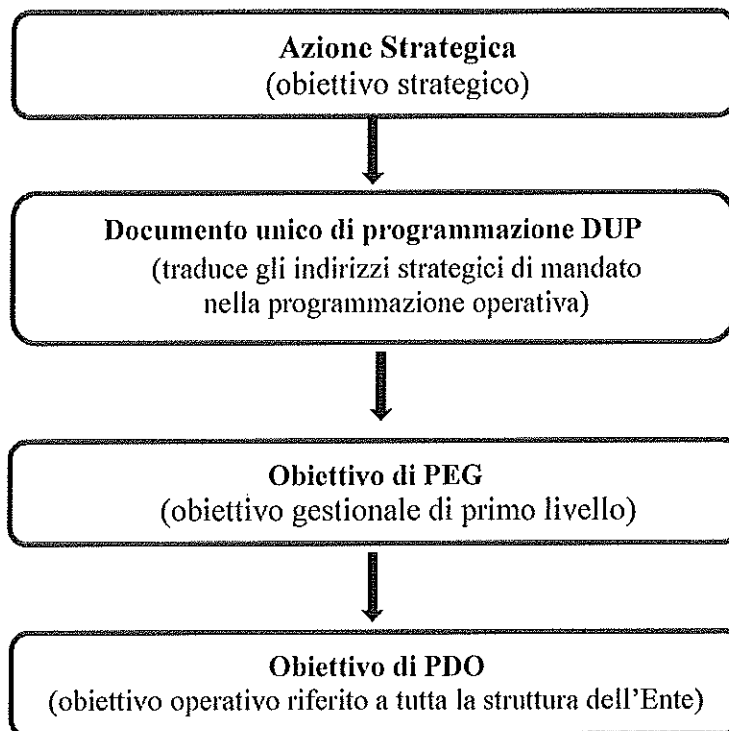 Azione Strategica
(obiettivo strategico)
Documento unico di programmazione DUP
(traduce gli indirizzi strategici di mandato
nella programmazione operativa)
Obiettivo di PEG
(obiettivo gestionale di primo livello)
Obiettivo di PDO
(obiettivo operativo riferito a tutta la struttura dell’Ente)